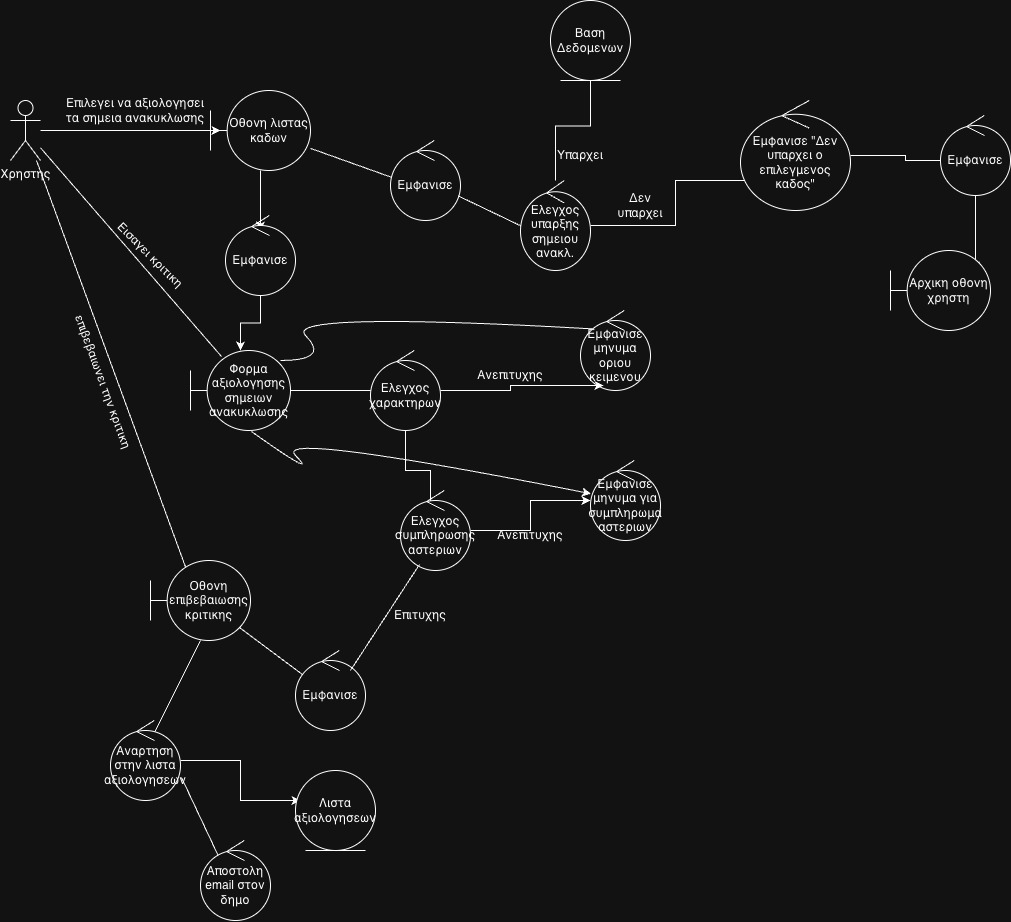 Βαση
Δεδομενων
Επιλεγει να αξιολογησει
τα σημεια ανακυκλωσης
Οθονη λιστας
καδων
Χρηστης
Εμφανισε
Υπαρχει
Εμφανισε "Δεν
υπαρχει ο
επιλεγμενος
καδος"
Εμφανισε
Ελεγχος
υπαρξης
σημειου
ανακλ.
Δεν
υπαρχει
Εισαγει κριτικη
Εμφανισε
Αρχικη οθονη
χρηστη
επιβεβαιωνει την κριτικη
Φορμα
αξιολογησης
σημειων
ανακυκλωσης
Ελεγχος
χαρακτηρων
Ανεπιτυχης
Εμφανισε
μηνυμα
οριου
κειμενου
Ελεγχος
συμπληρωσης
αστεριων
Ανεπιτυχης
Εμφανισε
μηνυμα για
συμπληρωμα
αστεριων
Οθονη
επιβεβαιωσης
κριτικης
Επιτυχης
Εμφανισε
Αναρτηση
στην λιστα
αξιολογησεων
Λιστα
αξιολογησεων
Αποστολη
email στον
δημο